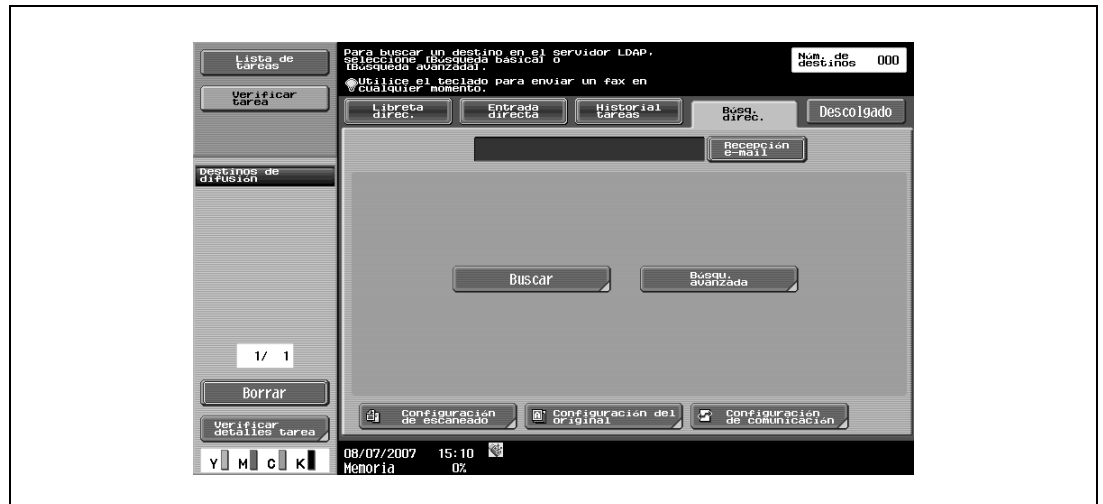 Lista de
tareas
Verificar
tarea
Para buscar un destino en el servidor LDAP,
seleccione [Búsqueda básica] o
[Búsqueda avanzada].
Utilice el teclado para enviar un fax en
cualquier momento.
Núm. de
destinos 000
Libreta
direc.
Entrada
directa
Historial
tareas
Búsq.
direc.
Descolgado
Recepción
e-mail
Destinos de
difusión
Buscar
Búsqu.
avanzada
1/ 1
Borrar
Verificar
detalles tarea
Configuración
de escaneado
Configuración del
original
Configuración
de comunicación
Y M C K
08/07/2007 15:10
Memoria 0%